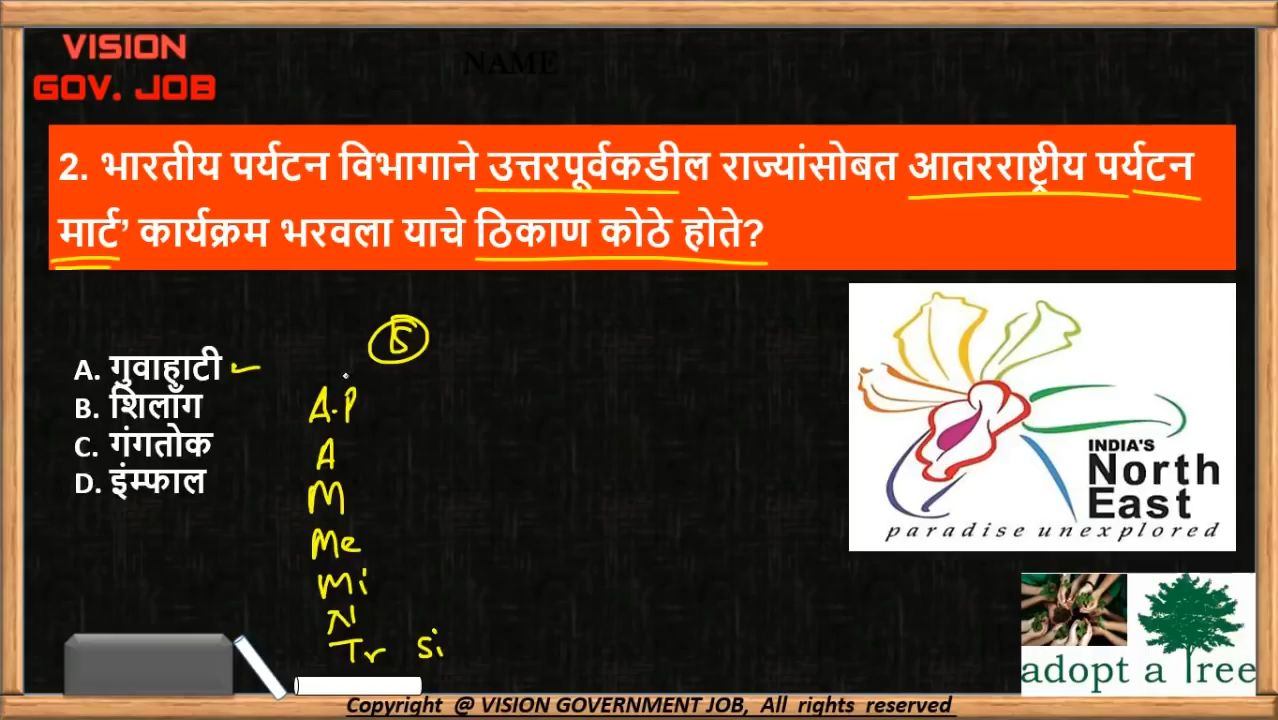 VISION
GOV. JOB
NAME
2. भारतीय पर्यटन विभागाने उत्तरपूर्वकडील राज्यांसोबत आतरराष्ट्रीय पर्यटन
मार्ट’ कार्यक्रम भरवला याचे ठिकाण कोठे होते?
A. गुवाहाटी
B. शिलाँग
C. गंगतोक
D. इंम्फाल
A.P
A
M
Me
Mi
N
Tr Si
INDIA'S
North
East
paradise unexplored
adopt a Tree
Copyright @ VISION GOVERNMENT JOB, All rights reserved